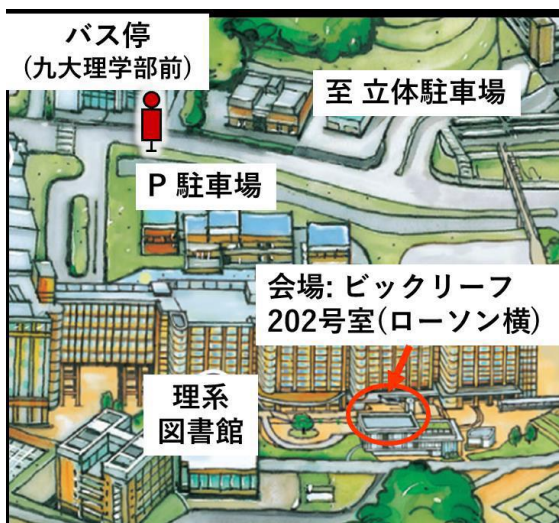 バス停
(九大理学部前)
至 立体駐車場
P 駐車場
会場: ビックリーフ
202号室(ローソン横)
理系
図書館